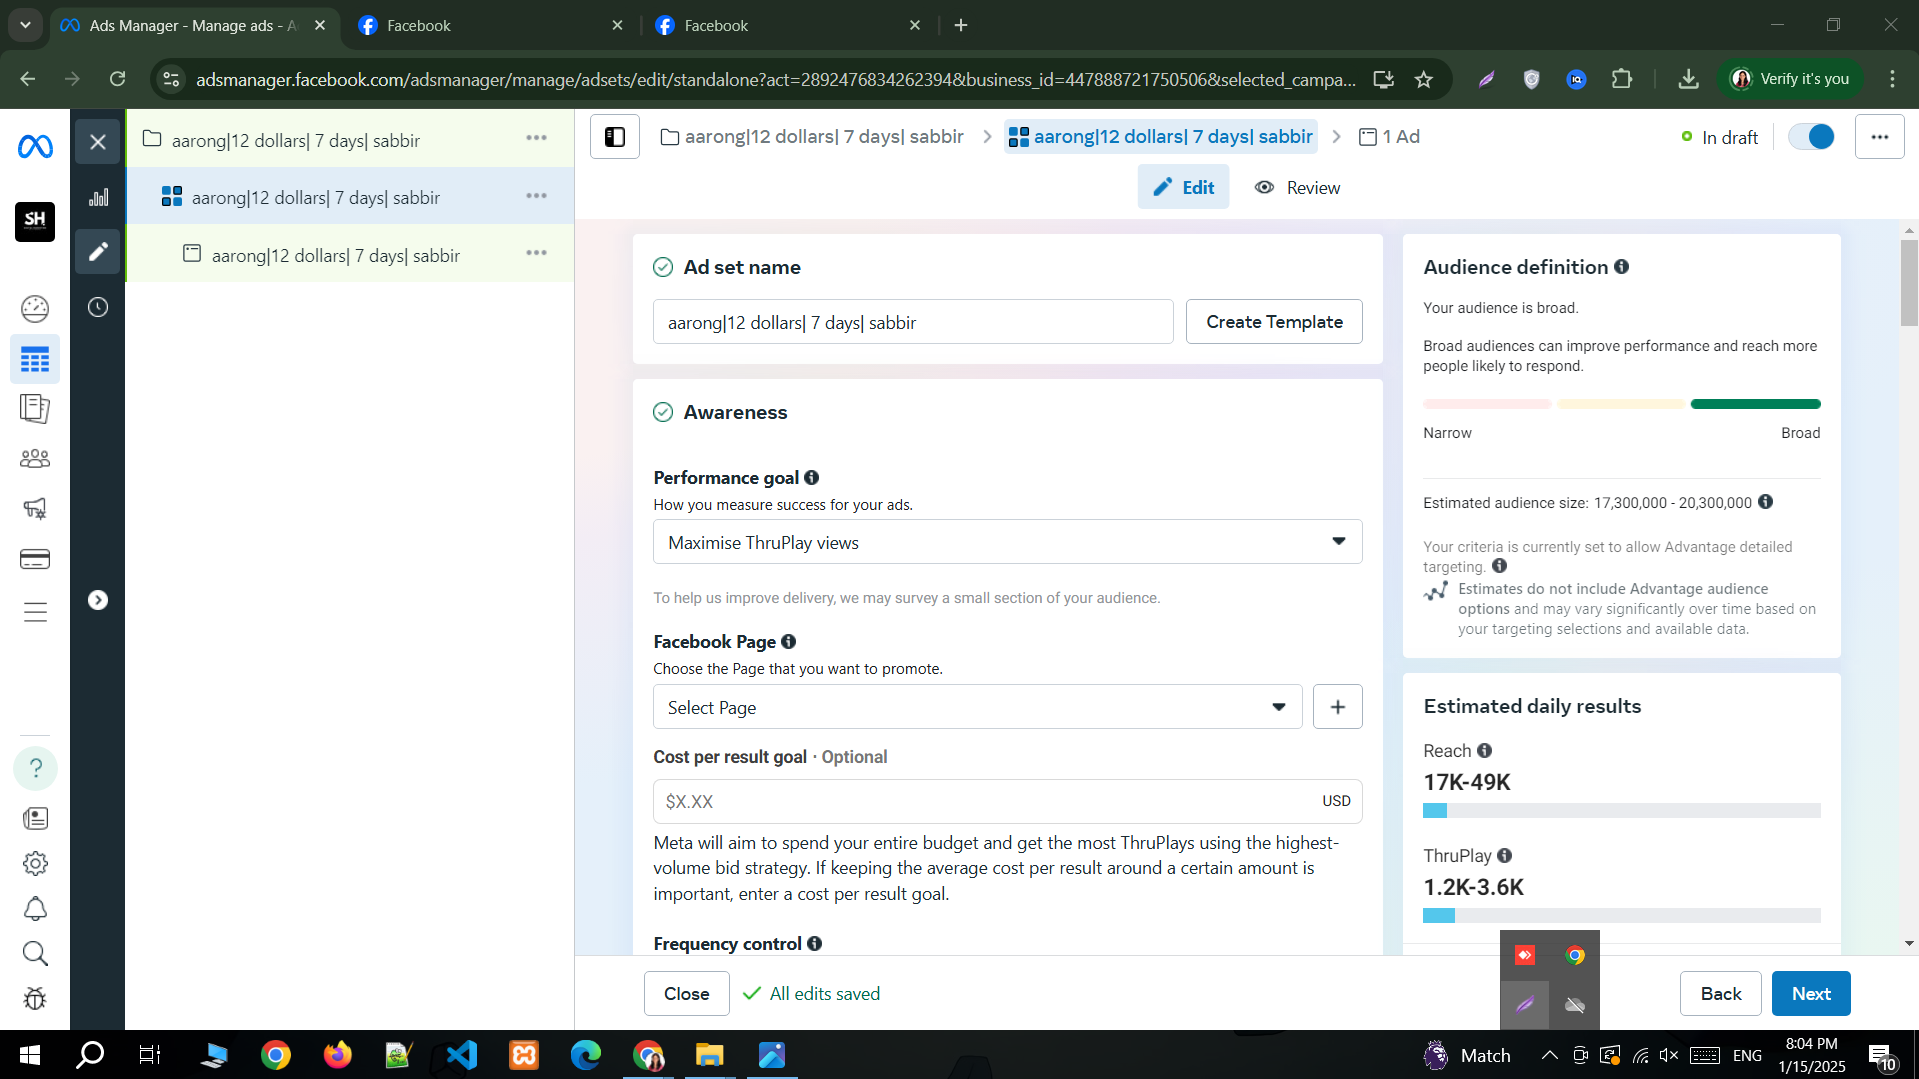 Ads Manager - Manage ads - A
Facebook
Facebook
adsmanager.facebook.com/adsmanager/manage/adsets/edit/standalone?act=2892476834262394&business_id=447888721750506&selected_campa...
Verify it's you
SH
aarong|12 dollars| 7 days| sabbir
aarong|12 dollars| 7 days| sabbir
aarong|12 dollars| 7 days| sabbir
aarong|12 dollars| 7 days| sabbir
aarong|12 dollars| 7 days| sabbir
1 Ad
In draft
Edit
Review
Ad set name
aarong|12 dollars| 7 days| sabbir
Create Template
Awareness
Performance goal
How you measure success for your ads.
Maximise ThruPlay views
To help us improve delivery, we may survey a small section of your audience.
Facebook Page
Choose the Page that you want to promote.
Select Page
Cost per result goal · Optional
$X.XX
USD
Meta will aim to spend your entire budget and get the most ThruPlays using the highest-
volume bid strategy. If keeping the average cost per result around a certain amount is
important, enter a cost per result goal.
Frequency control
Audience definition
Your audience is broad.
Broad audiences can improve performance and reach more
people likely to respond.
Narrow
Broad
Estimated audience size: 17,300,000 - 20,300,000
Your criteria is currently set to allow Advantage detailed
targeting.
Estimates do not include Advantage audience
options and may vary significantly over time based on
your targeting selections and available data.
Estimated daily results
Reach
17K-49K
ThruPlay
1.2K-3.6K
Close
All edits saved
Back
Next
Match
ENG
8:04 PM
1/15/2025
10